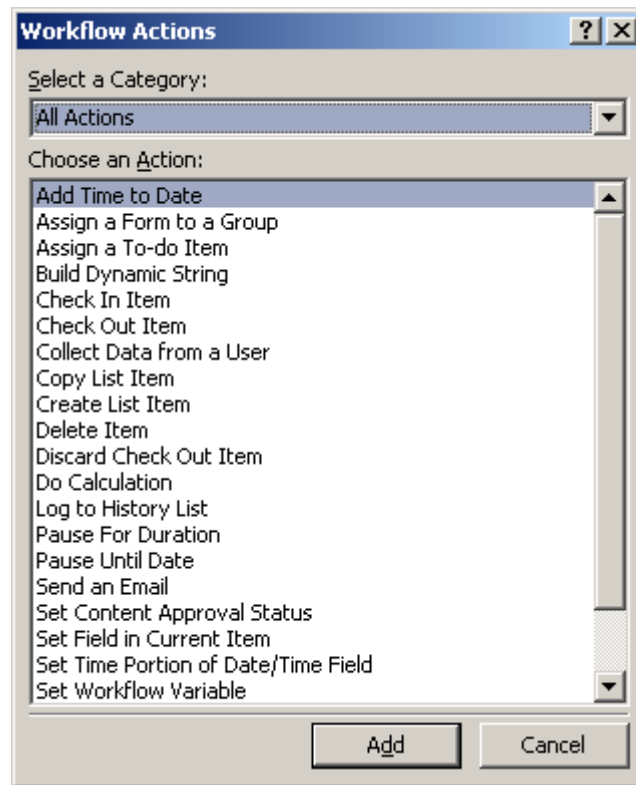 Workflow Actions
Select a Category:
All Actions
Choose an Action:
Add Time to Date
Assign a Form to a Group
Assign a To-do Item
Build Dynamic String
Check In Item
Check Out Item
Collect Data from a User
Copy List Item
Create List Item
Delete Item
Discard Check Out Item
Do Calculation
Log to History List
Pause For Duration
Pause Until Date
Send an Email
Set Content Approval Status
Set Field in Current Item
Set Time Portion of Date/Time Field
Set Workflow Variable
Add Cancel